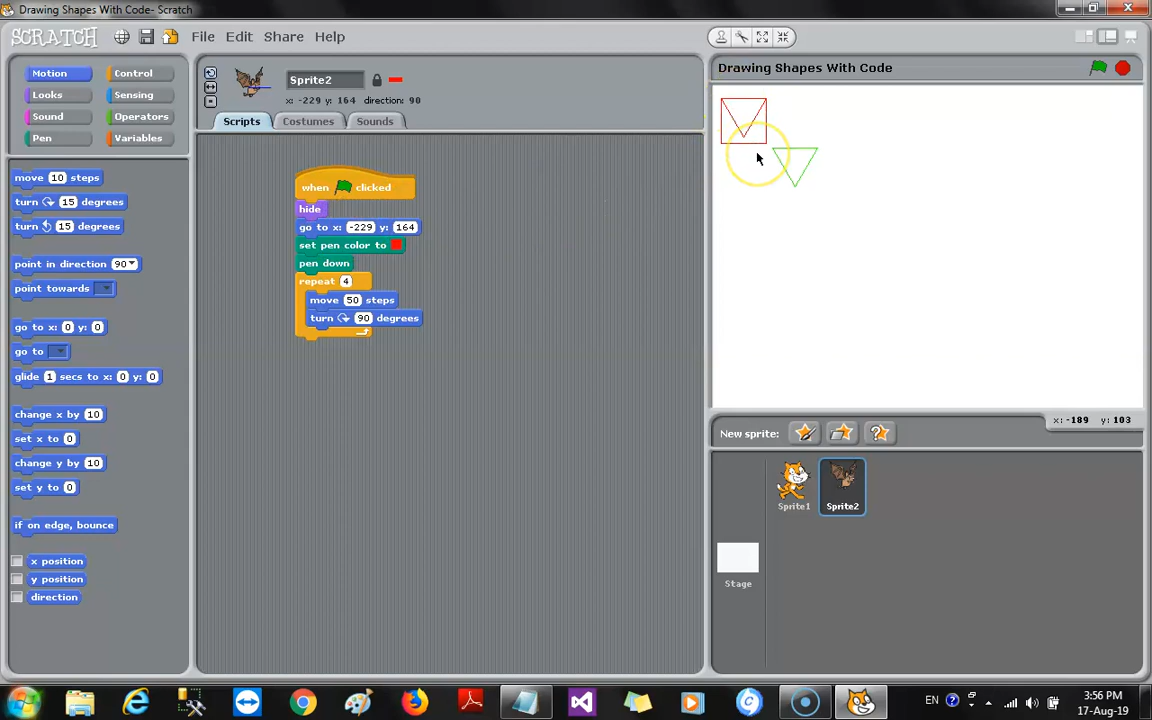 Drawing Shapes With Code- Scratch
SCRATCH File Edit Share Help
Motion Control
Looks Sensing
Sound Operators
Pen Variables
Sprite2
x: -229 y: 164 direction: 90
Scripts Costumes Sounds
Drawing Shapes With Code
move 10 steps
turn 15 degrees
turn 15 degrees
point in direction 90
point towards
go to x: 0 y: 0
go to
glide 1 secs to x: 0 y: 0
change x by 10
set x to 0
change y by 10
set y to 0
if on edge, bounce
x position
y position
direction
when clicked
hide
go to x: -229 y: 164
set pen color to
pen down
repeat 4
move 50 steps
turn 90 degrees
x: -189 y: 103
New sprite:
Sprite1 Sprite2
Stage
EN
3:56 PM
17-Aug-19